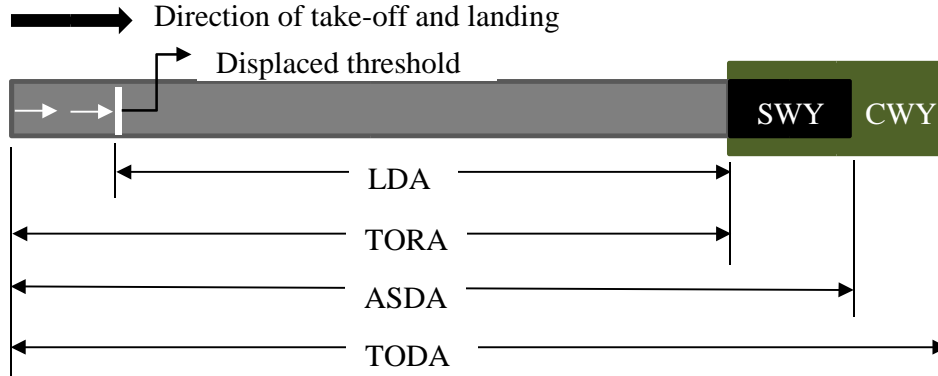 Direction of take-off and landing
Displaced threshold
SWY
CWY
LDA
TORA
ASDA
TODA